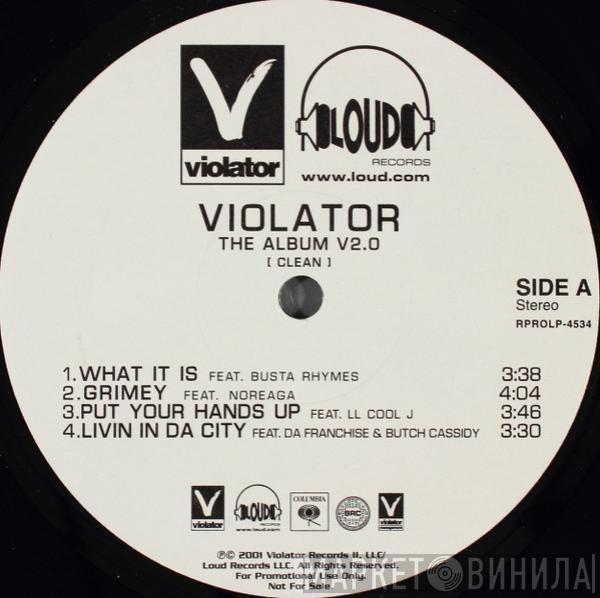 V
violator
LOUD
RECORDS
www.loud.com
VIOLATOR
THE ALBUM V2.0
[ CLEAN ]
SIDE A
Stereo
RPROLP-4534
1.WHAT IT IS FEAT. BUSTA RHYMES 3:38
2.GRIMEY FEAT. NOREAGA 4:04
3.PUT YOUR HANDS UP FEAT. LL COOL J 3:46
4.LIVIN IN DA CITY FEAT. DA FRANCHISE & BUTCH CASSIDY 3:30
V violator LOUD RECORDS COLUMBIA SRC V violator
℗© 2001 Violator Records II, LLC/
Loud Records LLC. All Rights Reserved.
For Promotional Use Only.
Not For Sale.
МАРКЕТ ВИНИЛА